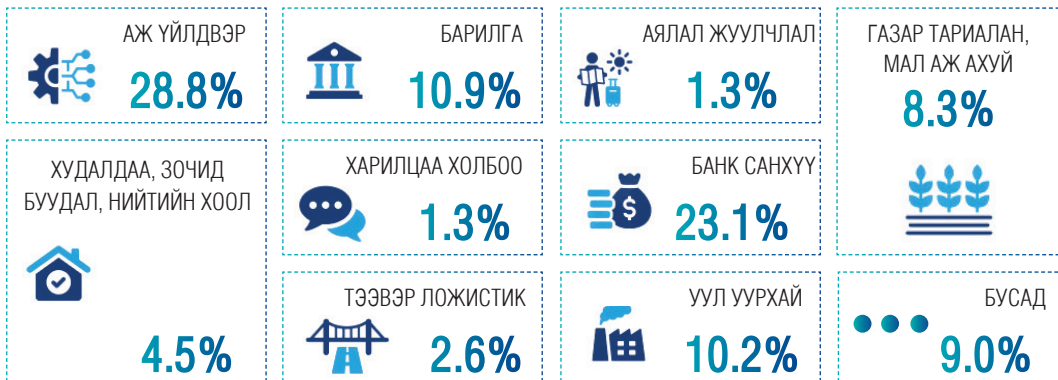 АЖ ҮЙЛДВЭР
28.8%
БАРИЛГА
10.9%
АЯЛАЛ ЖУУЛЧЛАЛ
1.3%
ГАЗАР ТАРИАЛАН,
МАЛ АЖ АХУЙ
8.3%
ХУДАЛДАА, ЗОЧИД
БУУДАЛ, НИЙТИЙН ХООЛ
4.5%
ХАРИЛЦАА ХОЛБОО
1.3%
БАНК САНХҮҮ
$
23.1%
ТЭЭВЭР ЛОЖИСТИК
2.6%
УУЛ УУРХАЙ
10.2%
БУСАД
9.0%